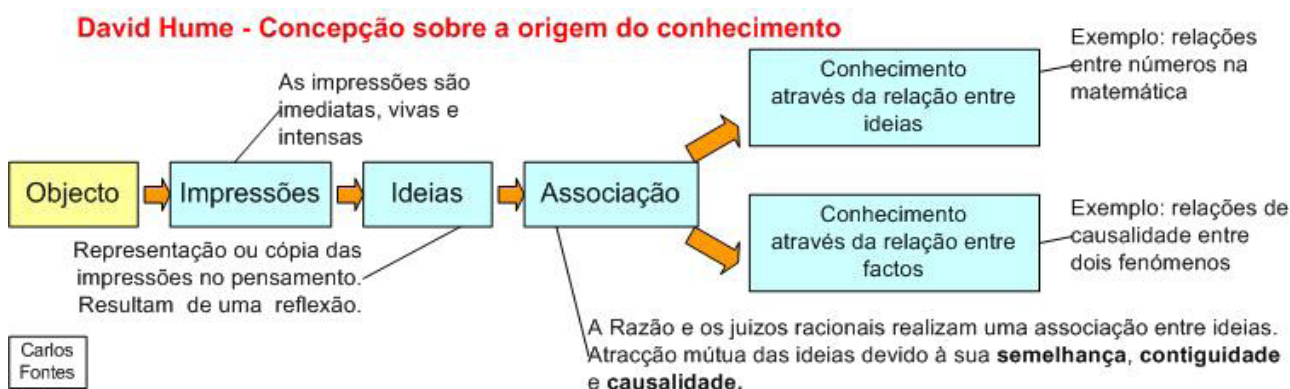 David Hume - Concepção sobre a origem do conhecimento
As impressões são
imediatas, vivas e
intensas
Objecto
Impressões
Ideias
Associação
Conhecimento
através da relação entre
ideias
Exemplo: relações
entre números na
matemática
Conhecimento
através da relação entre
factos
Exemplo: relações de
causalidade entre
dois fenómenos
Representação ou cópia das
impressões no pensamento.
Resultam de uma reflexão.
A Razão e os juizos racionais realizam uma associação entre ideias.
Atracção mútua das ideias devido à sua semelhança, contiguidade
e causalidade.
Carlos
Fontes